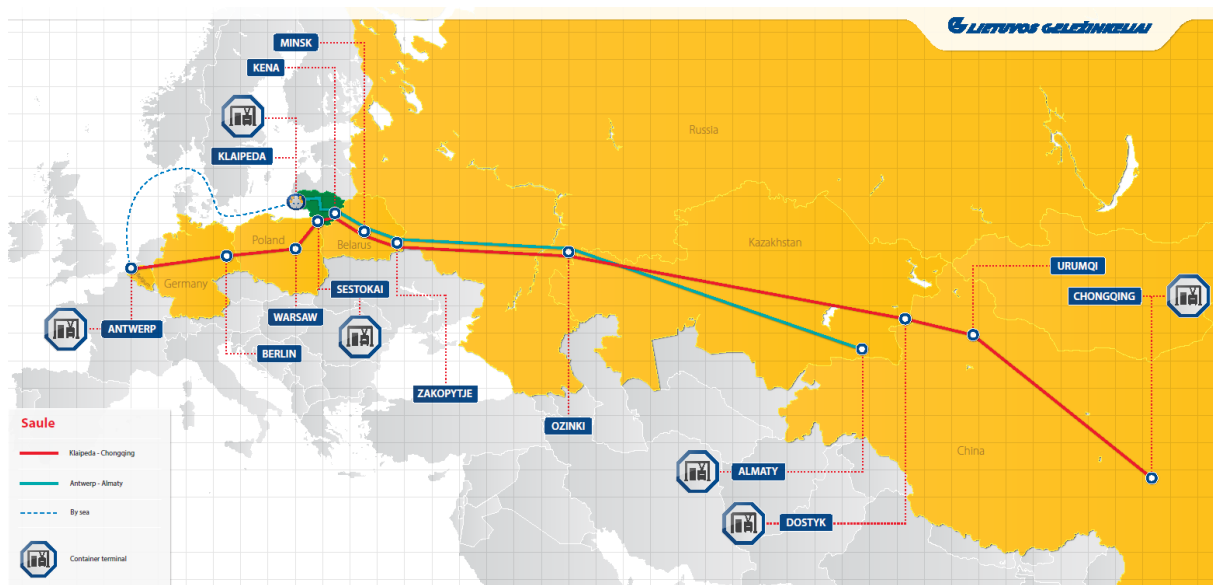 LIETUVOS GELEŽINKELIAI
MINSK
KENA
Russia
KLAIPEDA
Poland
Belarus
Kazakhstan
Germany
URUMQI
SESTOKAI
CHONGQING
WARSAW
ANTWERP
BERLIN
ZAKOPYTJE
OZINKI
Saule
Klaipeda - Chongqing
China
ALMATY
Antwerp - Almaty
By sea
DOSTYK
Container terminal